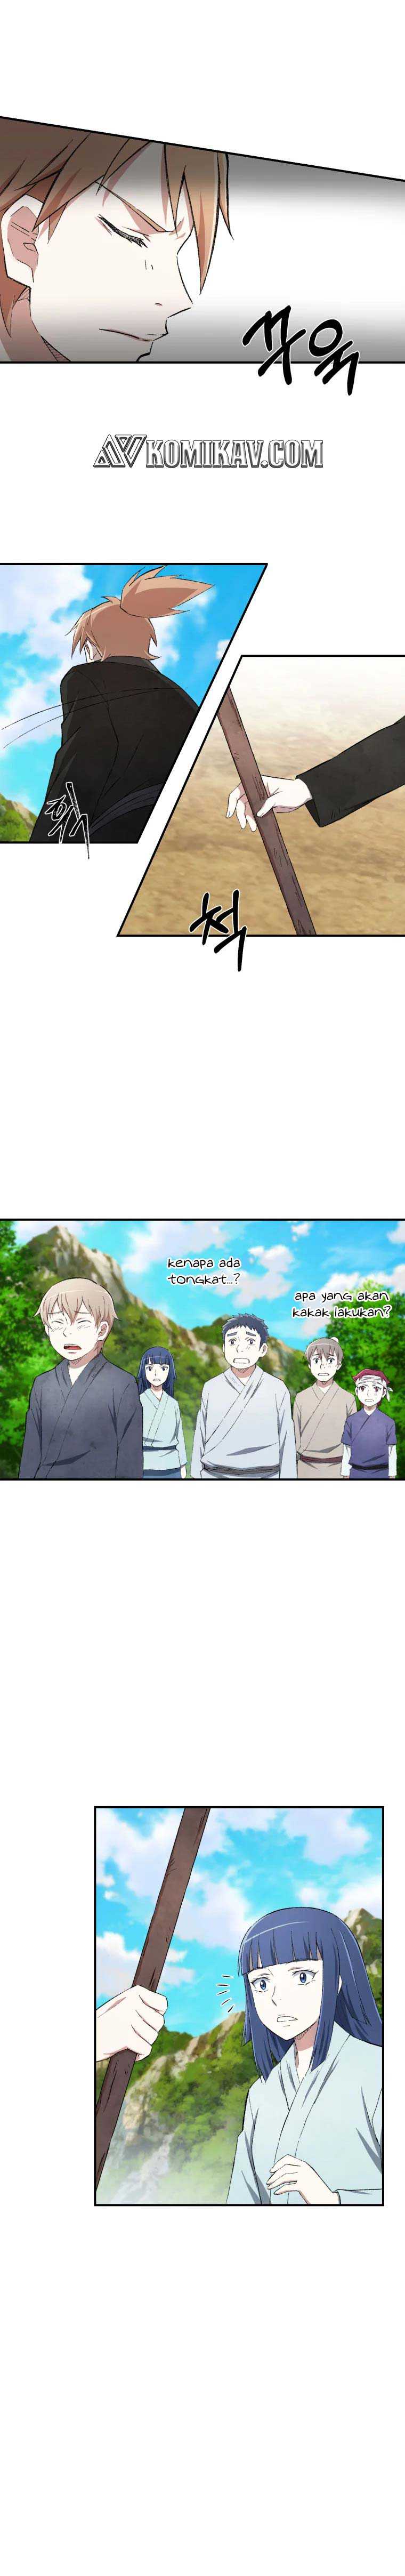 꾸욱
KOMIKAV.COM
휙
척
kenapa ada
tongkat...?
apa yang akan
kakak lakukan?